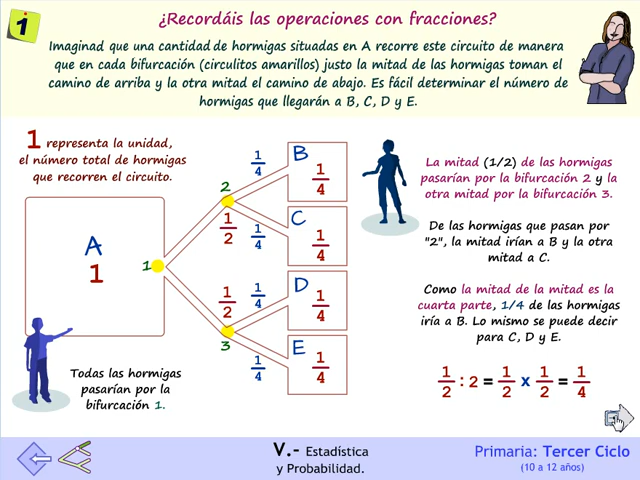 1
¿Recordáis las operaciones con fracciones?
Imaginad que una cantidad de hormigas situadas en A recorre este circuito de manera
que en cada bifurcación (circulitos amarillos) justo la mitad de las hormigas toman el
camino de arriba y la otra mitad el camino de abajo. Es fácil determinar el número de
hormigas que llegarán a B, C, D y E.
1 representa la unidad,
el número total de hormigas
que recorren el circuito.
A
1
1
2
1/2
1/4
1/4
B
1/4
C
1/4
1/2
3
1/4
1/4
D
1/4
E
1/4
Todas las hormigas
pasarían por la
bifurcación 1.
La mitad (1/2) de las hormigas
pasarían por la bifurcación 2 y la
otra mitad por la bifurcación 3.
De las hormigas que pasan por
"2", la mitad irían a B y la otra
mitad a C.
Como la mitad de la mitad es la
cuarta parte, 1/4 de las hormigas
iría a B. Lo mismo se puede decir
para C, D y E.
1/2 : 2 = 1/2 x 1/2 = 1/4
V.- Estadística
y Probabilidad.
Primaria: Tercer Ciclo
(10 a 12 años)